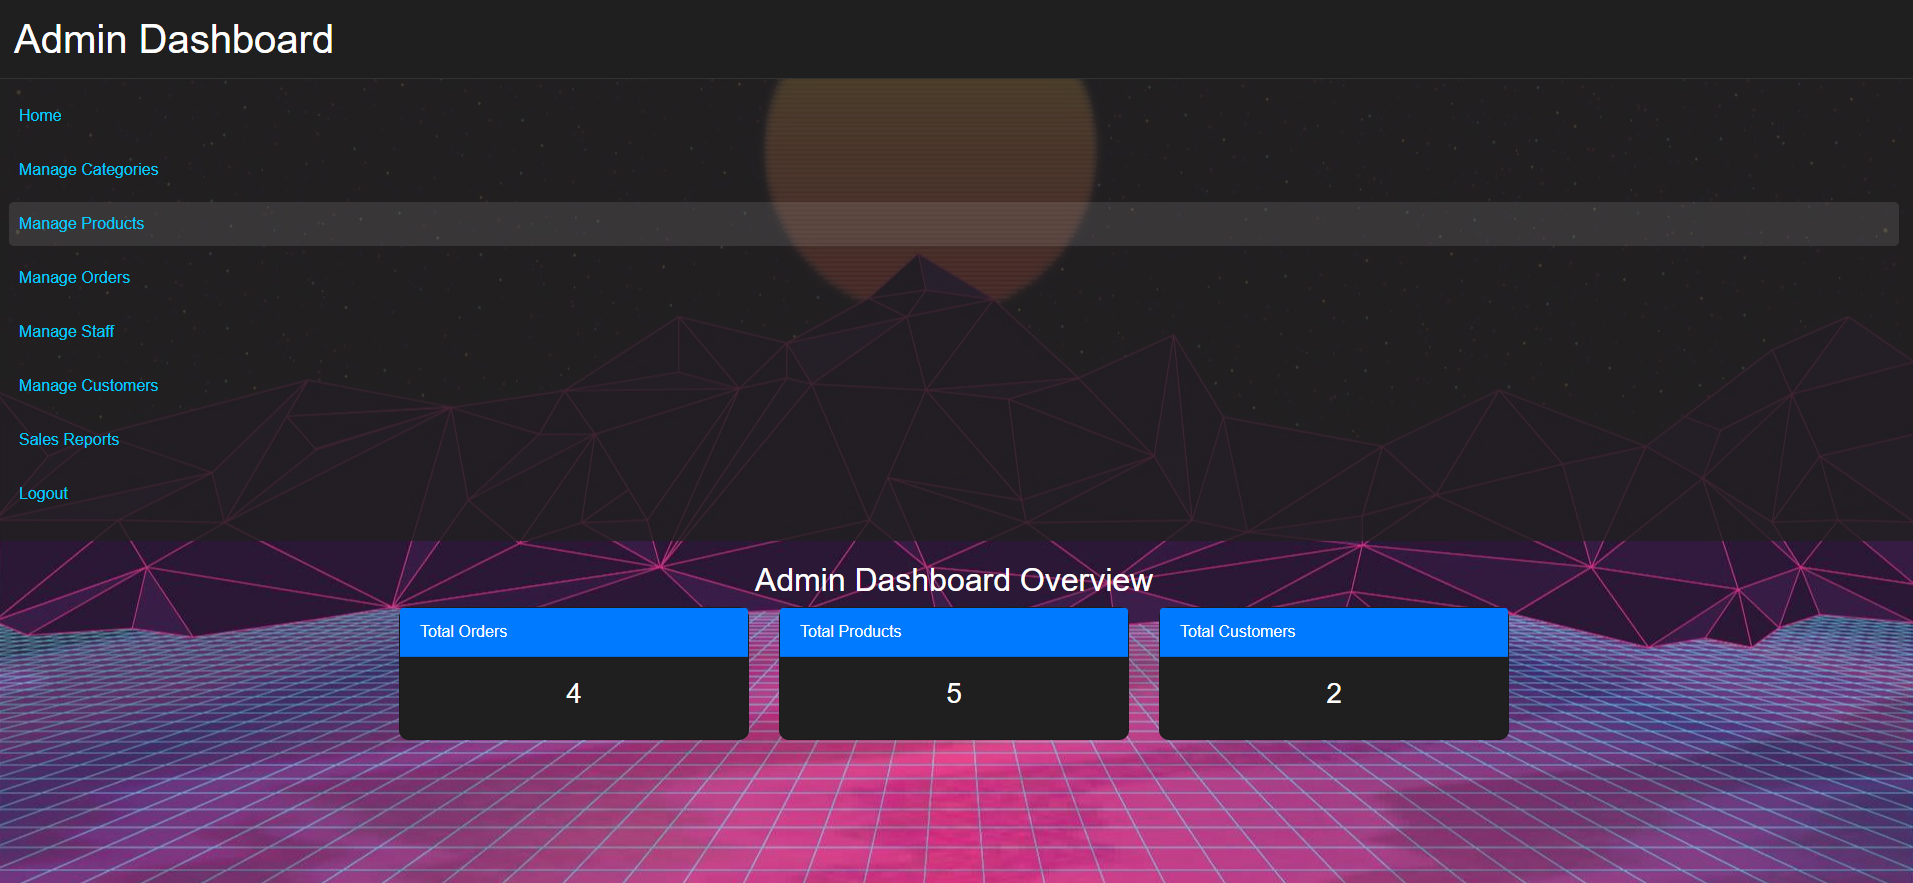 Admin Dashboard
Home
Manage Categories
Manage Products
Manage Orders
Manage Staff
Manage Customers
Sales Reports
Logout
Admin Dashboard Overview
Total Orders
4
Total Products
5
Total Customers
2